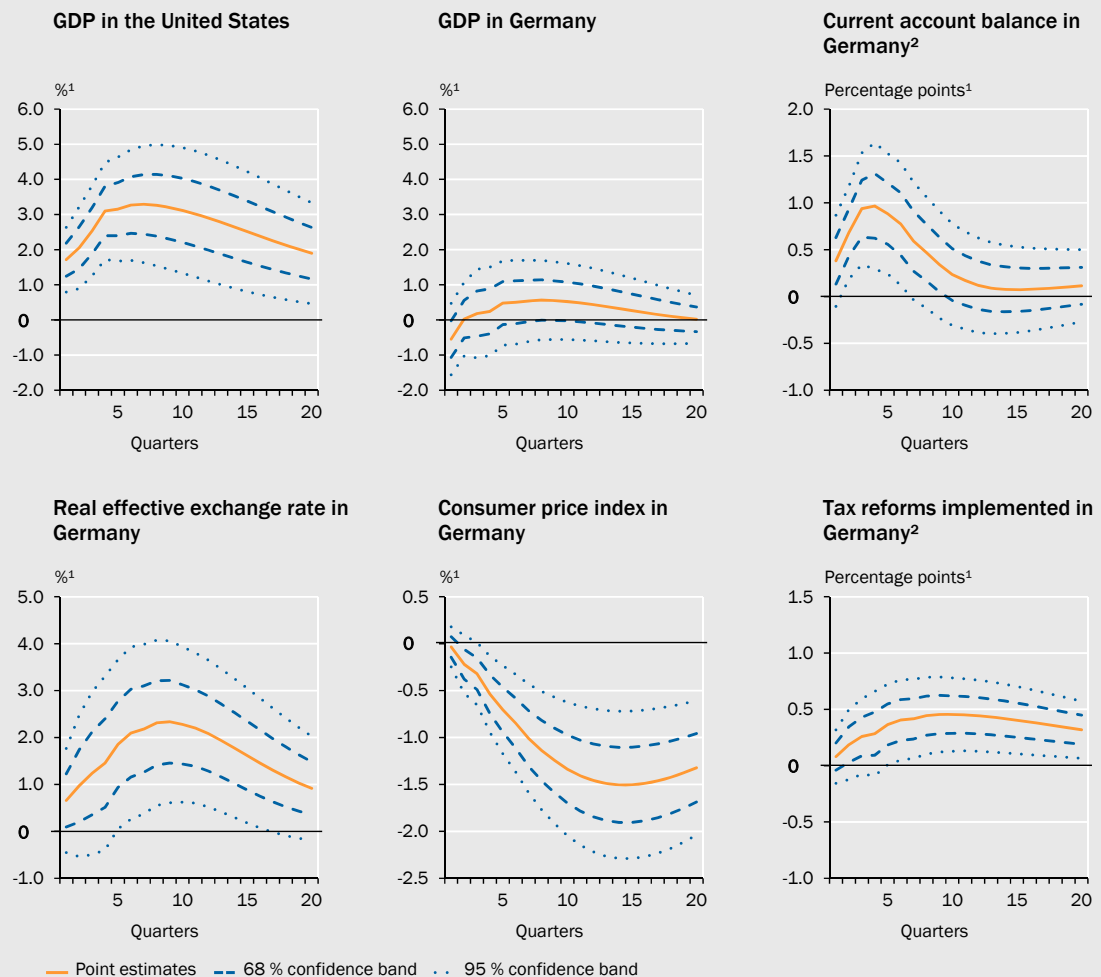 GDP in the United States
%¹
6.0
5.0
4.0
3.0
2.0
1.0
0
-1.0
-2.0
5 10 15 20
Quarters
GDP in Germany
%¹
6.0
5.0
4.0
3.0
2.0
1.0
0
-1.0
-2.0
5 10 15 20
Quarters
Current account balance in
Germany²
Percentage points¹
2.0
1.5
1.0
0.5
0
-0.5
-1.0
5 10 15 20
Quarters
Real effective exchange rate in
Germany
%¹
5.0
4.0
3.0
2.0
1.0
0
-1.0
5 10 15 20
Quarters
Consumer price index in
Germany
%¹
0.5
0
-0.5
-1.0
-1.5
-2.0
-2.5
5 10 15 20
Quarters
Tax reforms implemented in
Germany²
Percentage points¹
1.5
1.0
0.5
0
-0.5
-1.0
5 10 15 20
Quarters
Point estimates 68 % confidence band 95 % confidence band